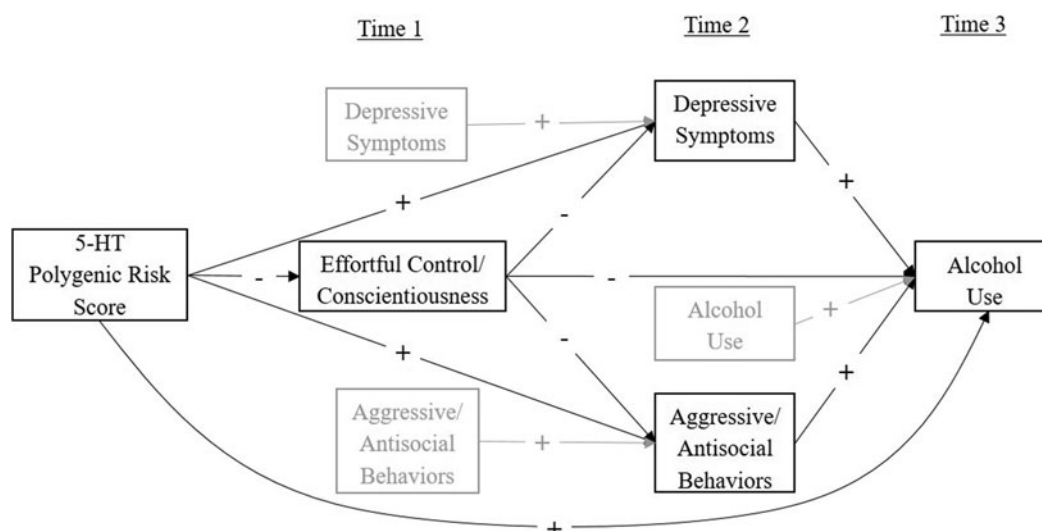 Time 1
Time 2
Time 3
Depressive
Symptoms
+
Depressive
Symptoms
+
+
-
5-HT
Polygenic Risk
Score
-
Effortful Control/
Conscientiousness
-
Alcohol
Use
Alcohol
Use
+
+
-
+
Aggressive/
Antisocial
Behaviors
+
Aggressive/
Antisocial
Behaviors
+